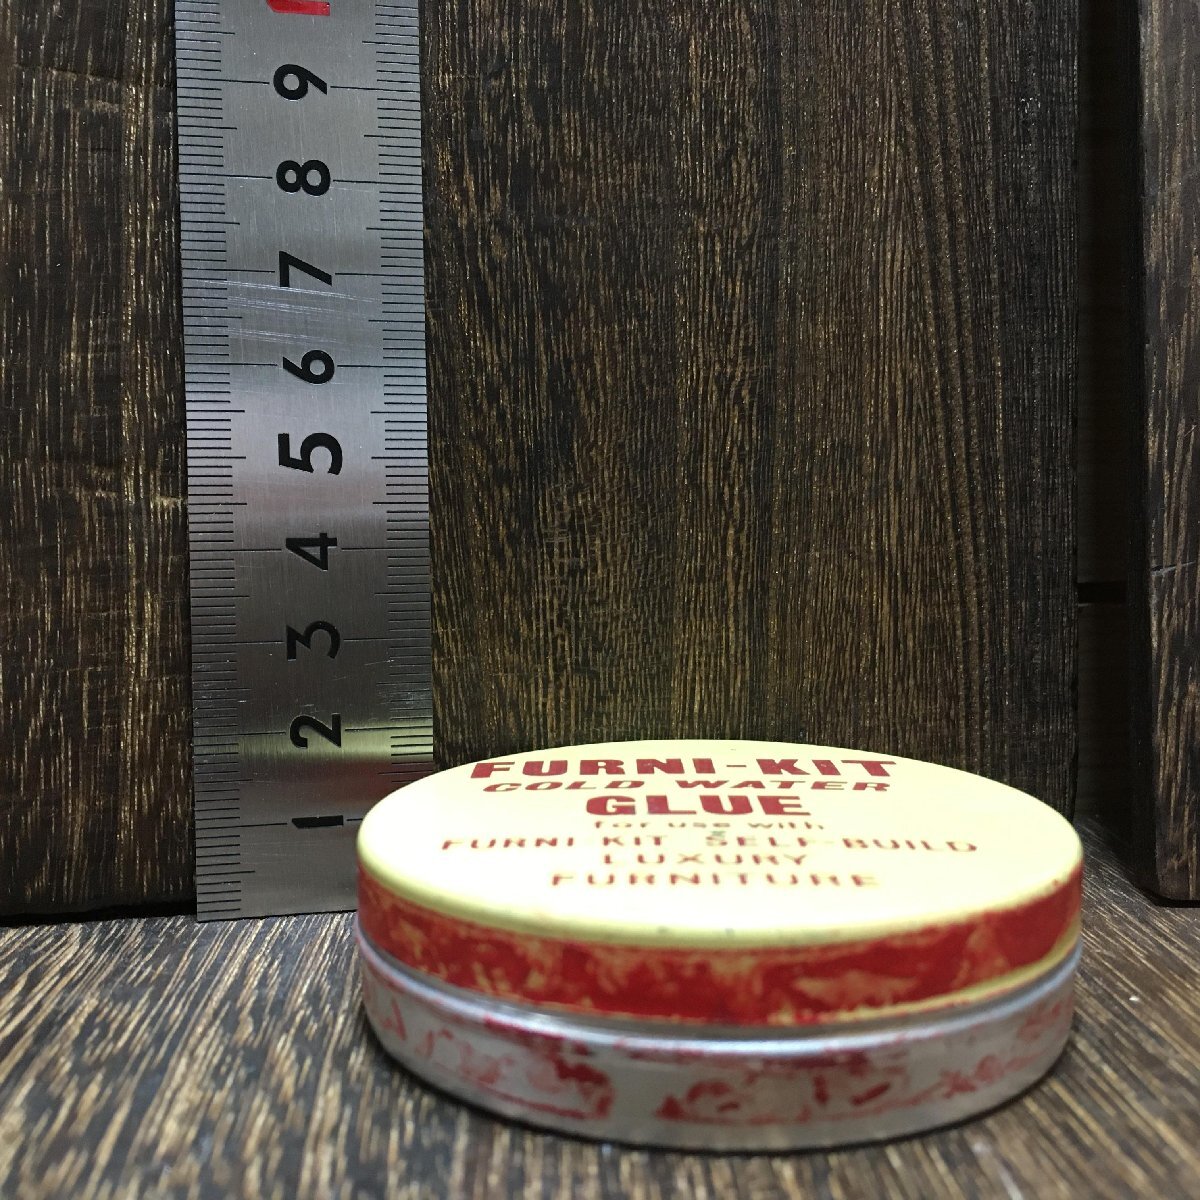 9
8
7
6
5
4
3
2
1
FURNI-KIT
COLD WATER
GLUE
for use with
FURNI-KIT SELF-BUILD
LUXURY
FURNITURE